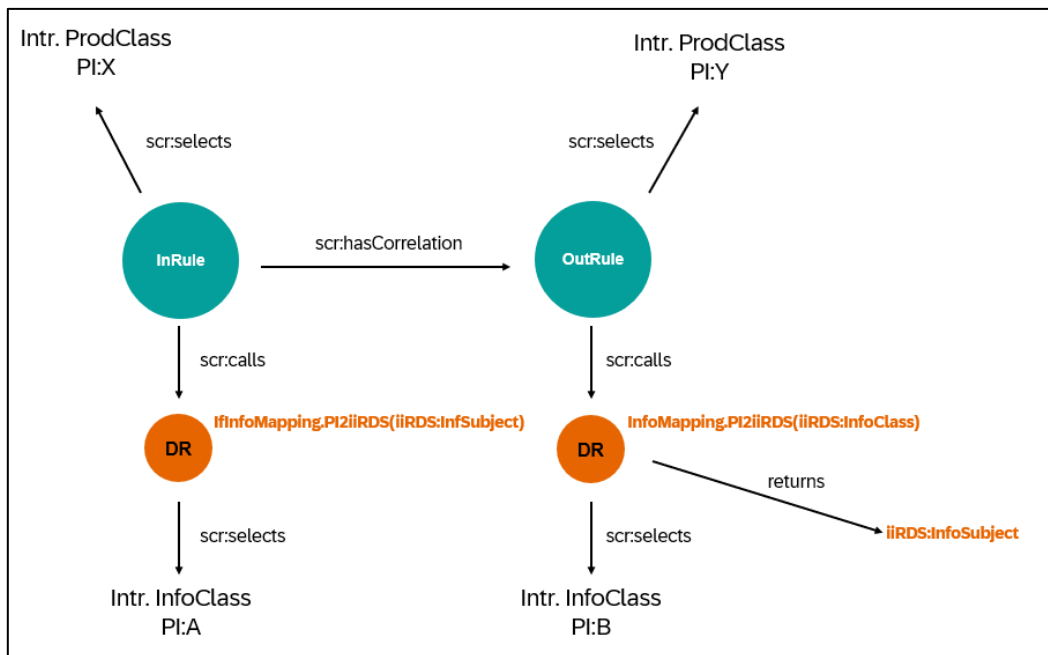 Intr. ProdClass
PI:X
Intr. ProdClass
PI:Y
scr:selects
scr:selects
InRule
scr:hasCorrelation
OutRule
scr:calls
scr:calls
IfInfoMapping.PI2iiRDS(iiRDS:InfSubject)
InfoMapping.PI2iiRDS(iiRDS:InfoClass)
DR
DR
returns
iiRDS:InfoSubject
scr:selects
scr:selects
Intr. InfoClass
PI:A
Intr. InfoClass
PI:B